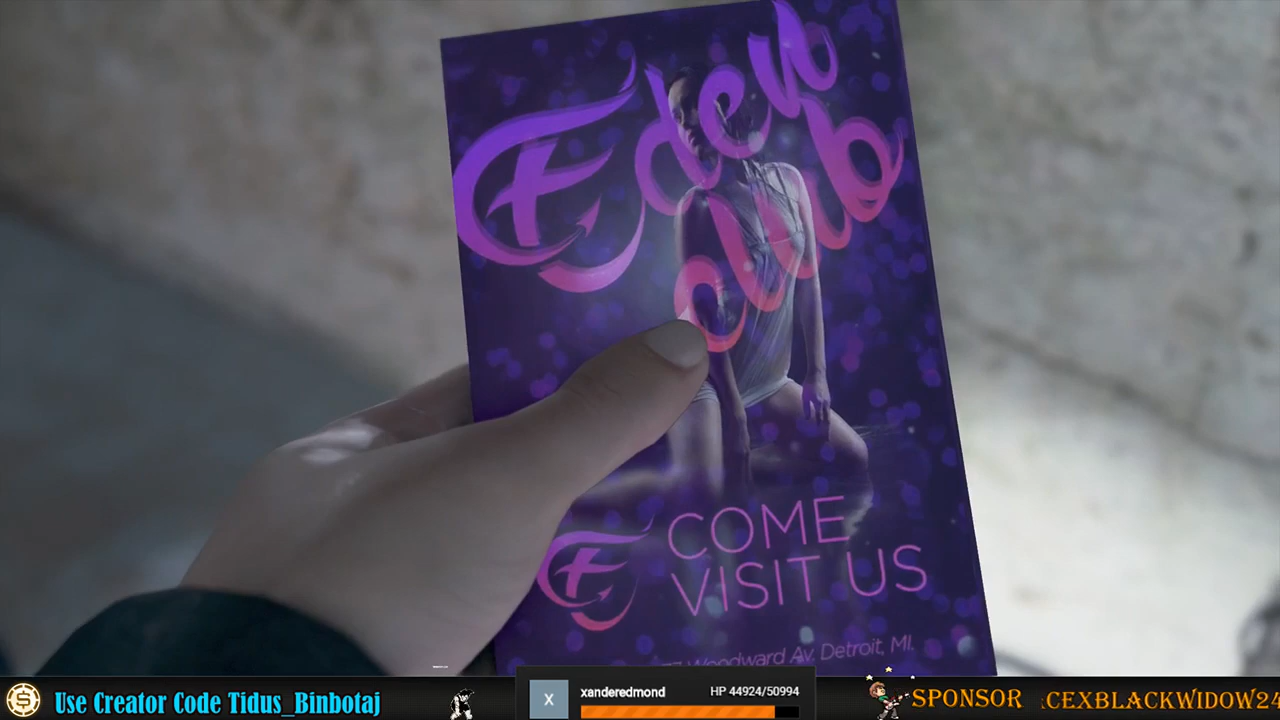 Eden
club
COME
VISIT US
Woodward Av. Detroit, MI.
Use Creator Code Tidus_Binbotaj
X
xanderedmond
HP 44924/50994
SPONSOR
CEXBLACKWIDOW24